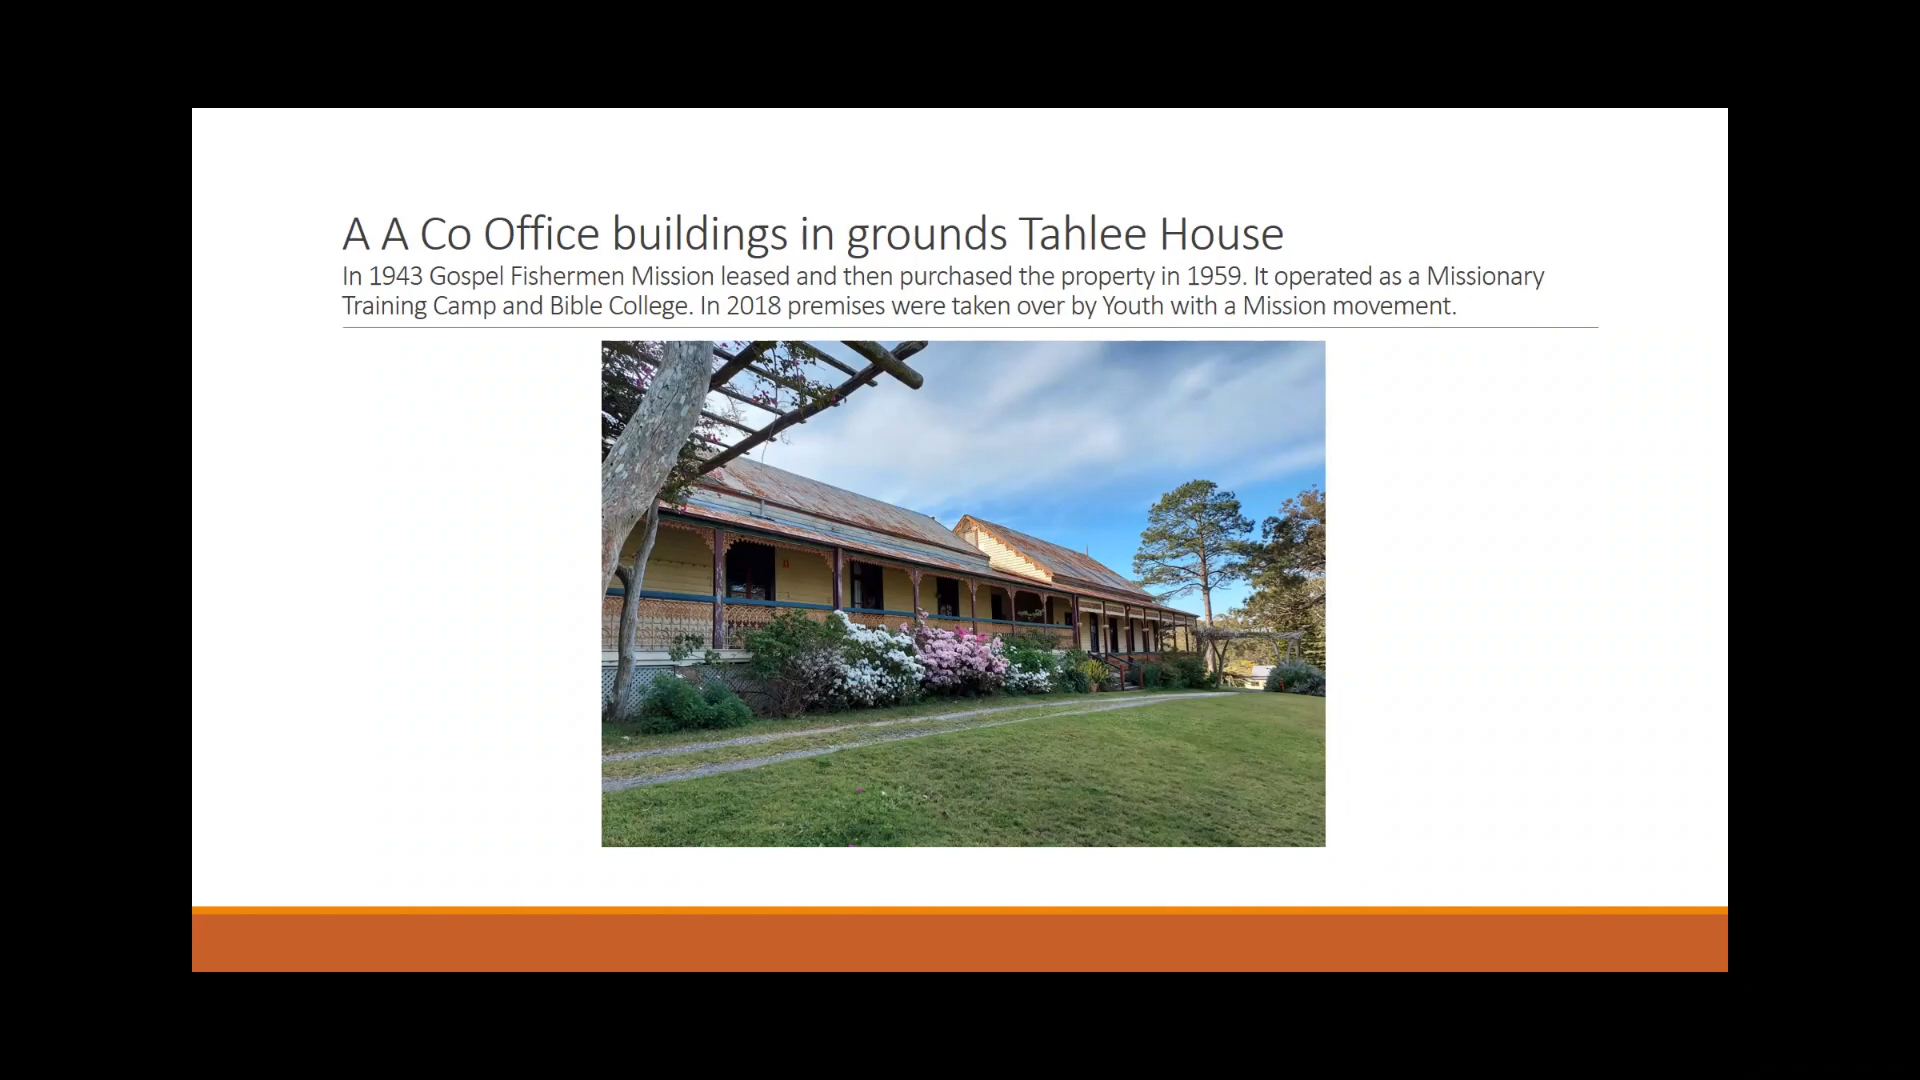 A A Co Office buildings in grounds Tahlee House
In 1943 Gospel Fishermen Mission leased and then purchased the property in 1959. It operated as a Missionary
Training Camp and Bible College. In 2018 premises were taken over by Youth with a Mission movement.